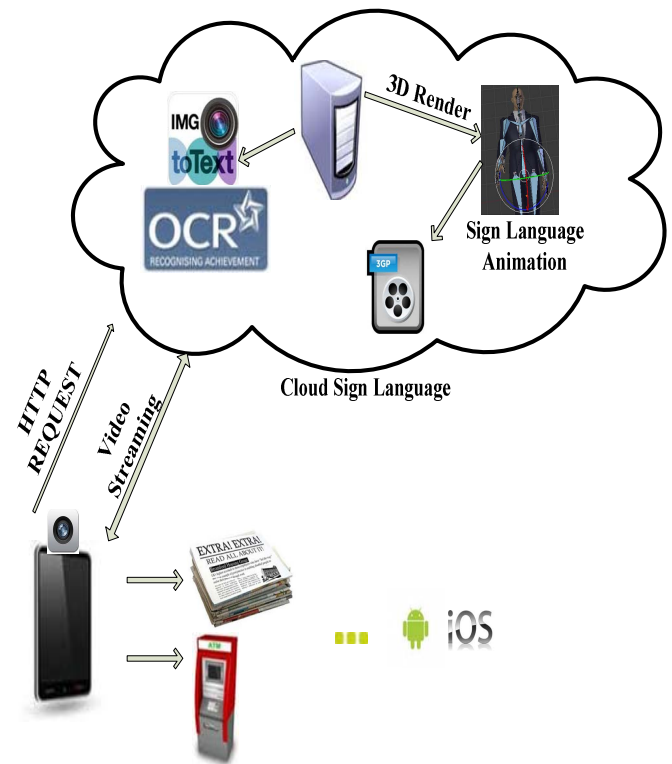 3D Render
IMG
toText
OCR
RECOGNISING ACHIEVEMENT
Sign Language
Animation
3GP
Cloud Sign Language
HTTP
REQUEST
Video
Streaming
EXTRA! EXTRA!
READ ALL ABOUT IT!
ATM
iOS